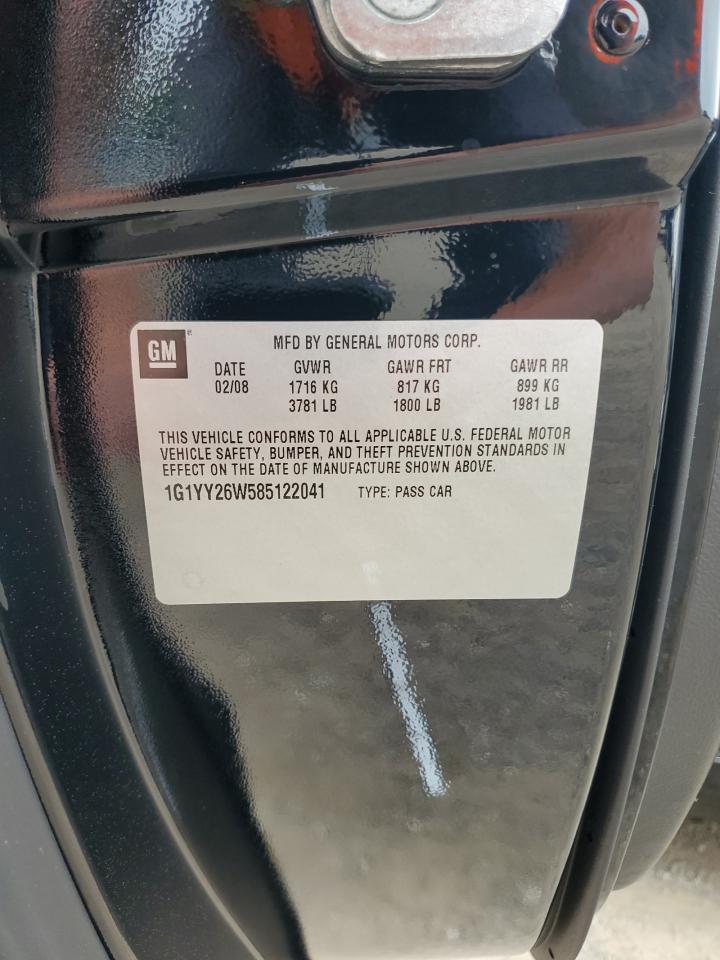 GM
MFD BY GENERAL MOTORS CORP.
DATE GVWR GAWR FRT GAWR RR
02/08 1716 KG 817 KG 899 KG
3781 LB 1800 LB 1981 LB
THIS VEHICLE CONFORMS TO ALL APPLICABLE U.S. FEDERAL MOTOR
VEHICLE SAFETY, BUMPER, AND THEFT PREVENTION STANDARDS IN
EFFECT ON THE DATE OF MANUFACTURE SHOWN ABOVE.
1G1YY26W585122041 TYPE: PASS CAR